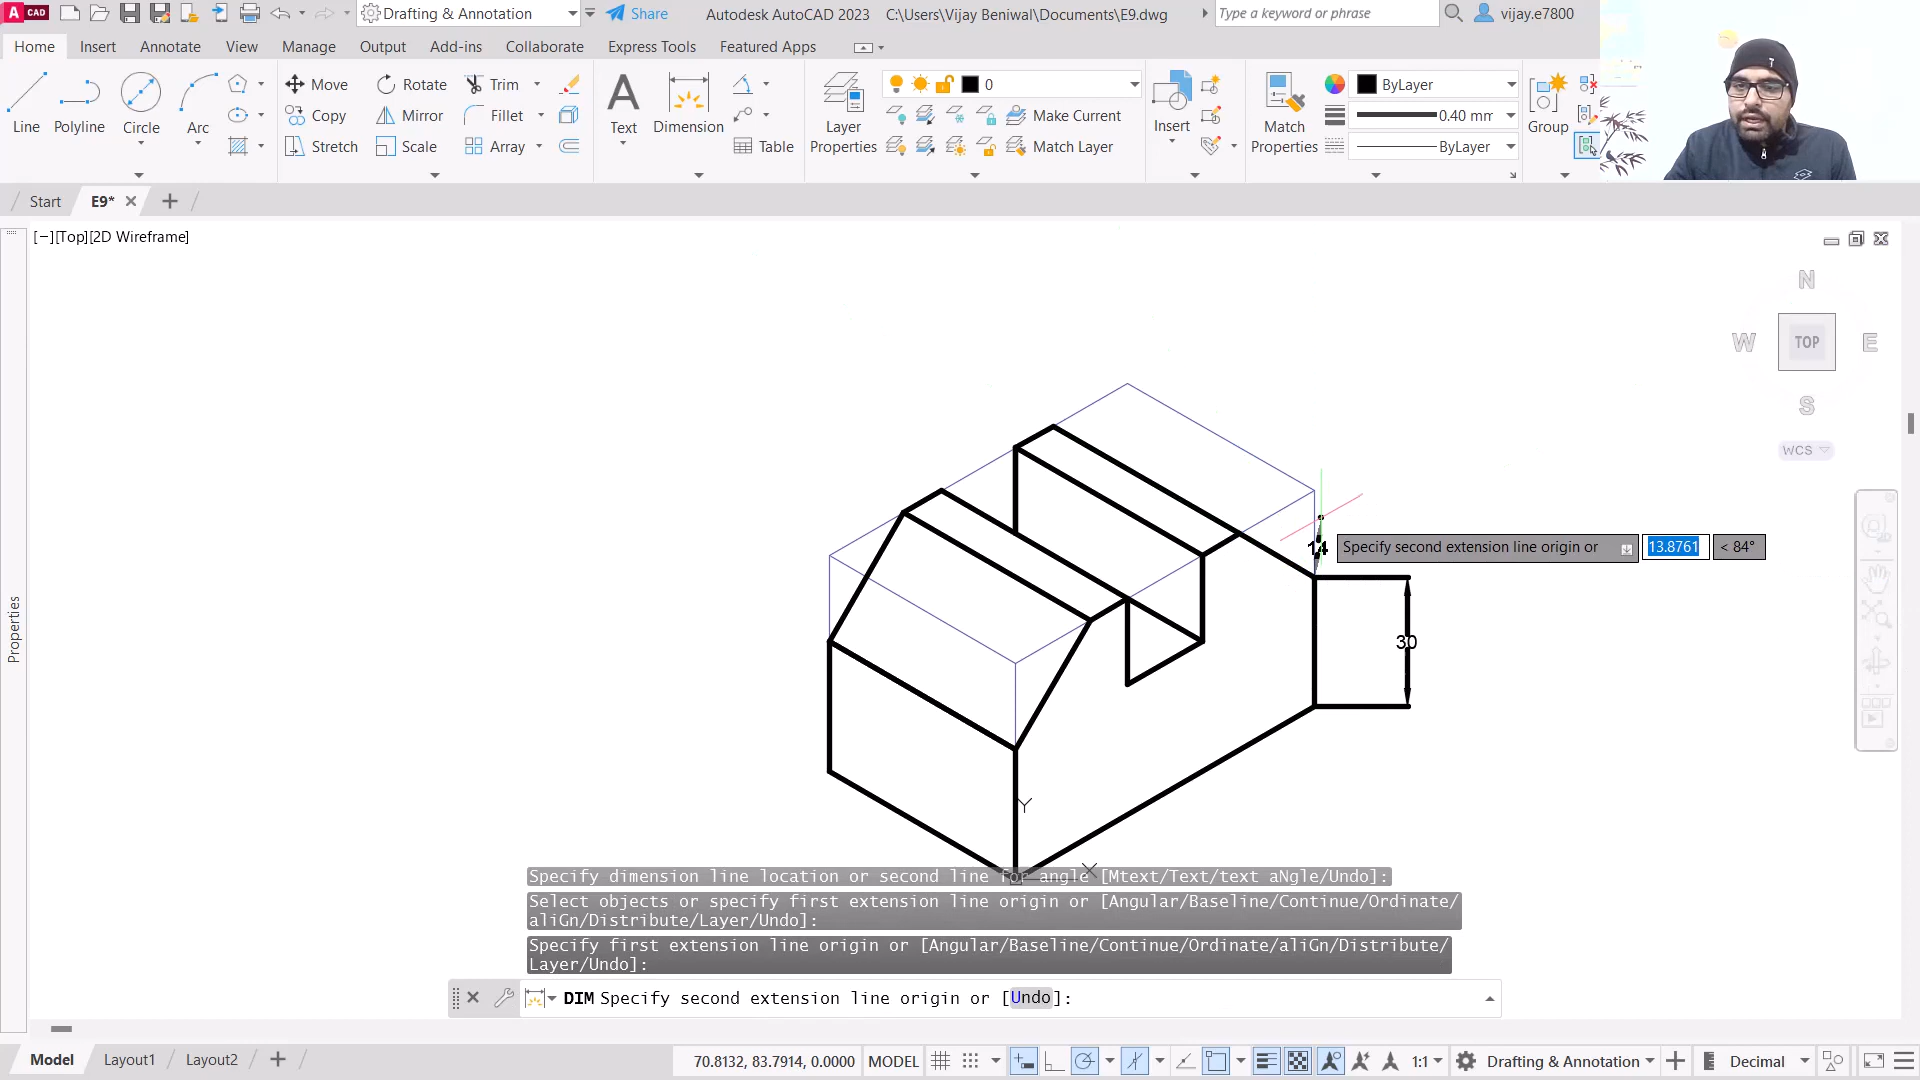 A CAD
Drafting & Annotation
Share
Autodesk AutoCAD 2023 C:\Users\Vijay Beniwal\Documents\E9.dwg
Type a keyword or phrase
vijay.e7800
Home Insert Annotate View Manage Output Add-ins Collaborate Express Tools Featured Apps
Line
Polyline
Circle
Arc
Move
Rotate
Trim
Copy
Mirror
Fillet
Stretch
Scale
Array
Text
Dimension
Table
Layer Properties
0
Make Current
Match Layer
Insert
Match Properties
ByLayer
0.40 mm
ByLayer
Group
Start
E9*
[−][Top][2D Wireframe]
N
W
TOP
E
S
WCS
Properties
14
Specify second extension line origin or
13.8761
< 84°
30
Y
X
Specify dimension line location or second line for angle [Mtext/Text/text aNgle/Undo]:
Select objects or specify first extension line origin or [Angular/Baseline/Continue/Ordinate/
aliGn/Distribute/Layer/Undo]:
Specify first extension line origin or [Angular/Baseline/Continue/Ordinate/aliGn/Distribute/
Layer/Undo]:
DIM Specify second extension line origin or [Undo]:
Model
Layout1
Layout2
70.8132, 83.7914, 0.0000
MODEL
1:1
Drafting & Annotation
Decimal